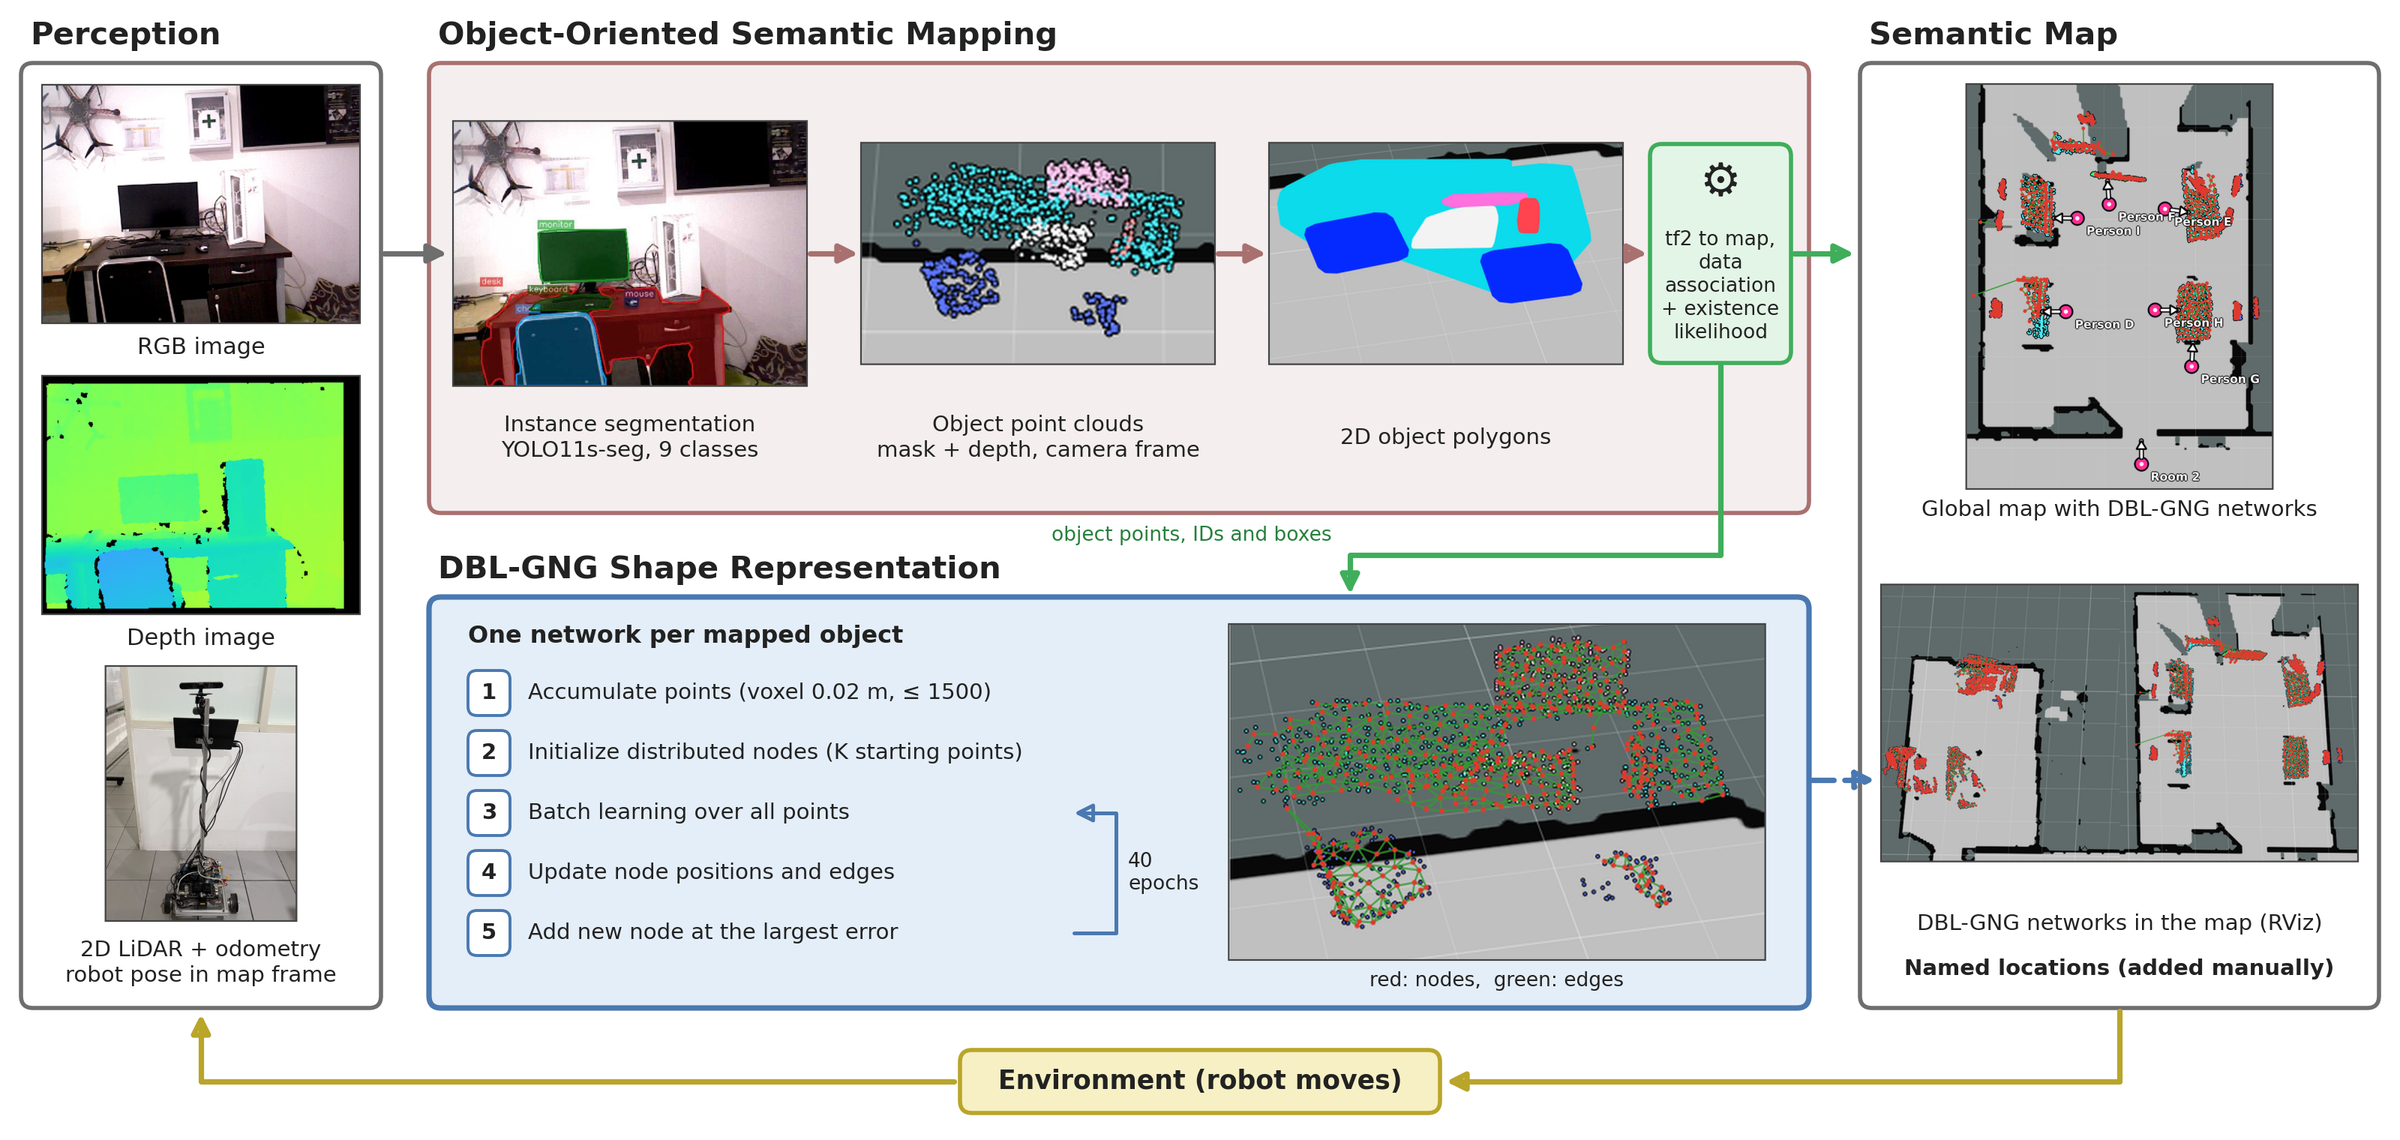 Perception
RGB image
Depth image
2D LiDAR + odometry
robot pose in map frame
Object-Oriented Semantic Mapping
monitor
desk
keyboard
mouse
Instance segmentation
YOLO11s-seg, 9 classes
Object point clouds
mask + depth, camera frame
2D object polygons
tf2 to map,
data
association
+ existence
likelihood
object points, IDs and boxes
DBL-GNG Shape Representation
One network per mapped object
1 Accumulate points (voxel 0.02 m, ≤ 1500)
2 Initialize distributed nodes (K starting points)
3 Batch learning over all points
4 Update node positions and edges
5 Add new node at the largest error
40
epochs
red: nodes, green: edges
Semantic Map
Person F
Person E
Person I
Person D
Person H
Person G
Room 2
Global map with DBL-GNG networks
DBL-GNG networks in the map (RViz)
Named locations (added manually)
Environment (robot moves)